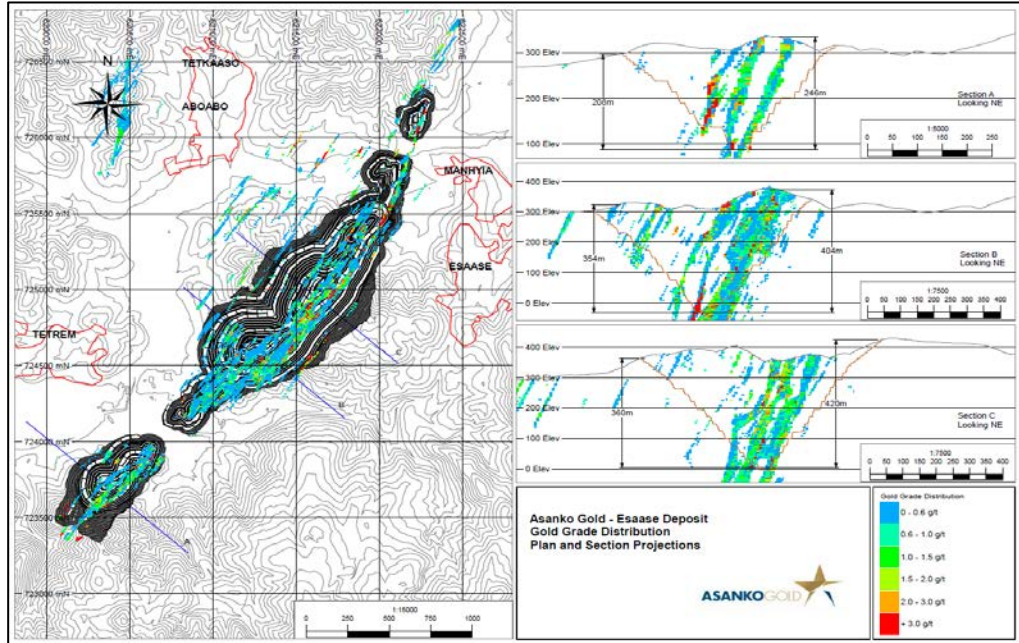 N
TETKAASO
ABOABO
MANHYIA
ESAASE
TETREM
726500 mN
726000 mN
725500 mN
725000 mN
724500 mN
724000 mN
723500 mN
723000 mN
C
B
A
1:15000
0 200 400 600 800 1000
300 Elev
200 Elev
100 Elev
206m
246m
Section A
Looking NE
1:5000
0 50 100 150 200 250
400 Elev
300 Elev
200 Elev
100 Elev
0 Elev
354m
404m
Section B
Looking NE
1:7500
0 50 100 150 200 250 300 350 400
400 Elev
300 Elev
200 Elev
100 Elev
0 Elev
360m
420m
Section C
Looking NE
1:7500
0 50 100 150 200 250 300 350 400
Asanko Gold - Esaase Deposit
Gold Grade Distribution
Plan and Section Projections
ASANKOGOLD
Gold Grade Distribution
0 - 0.6 g/t
0.6 - 1.0 g/t
1.0 - 1.5 g/t
1.5 - 2.0 g/t
2.0 - 3.0 g/t
+ 3.0 g/t